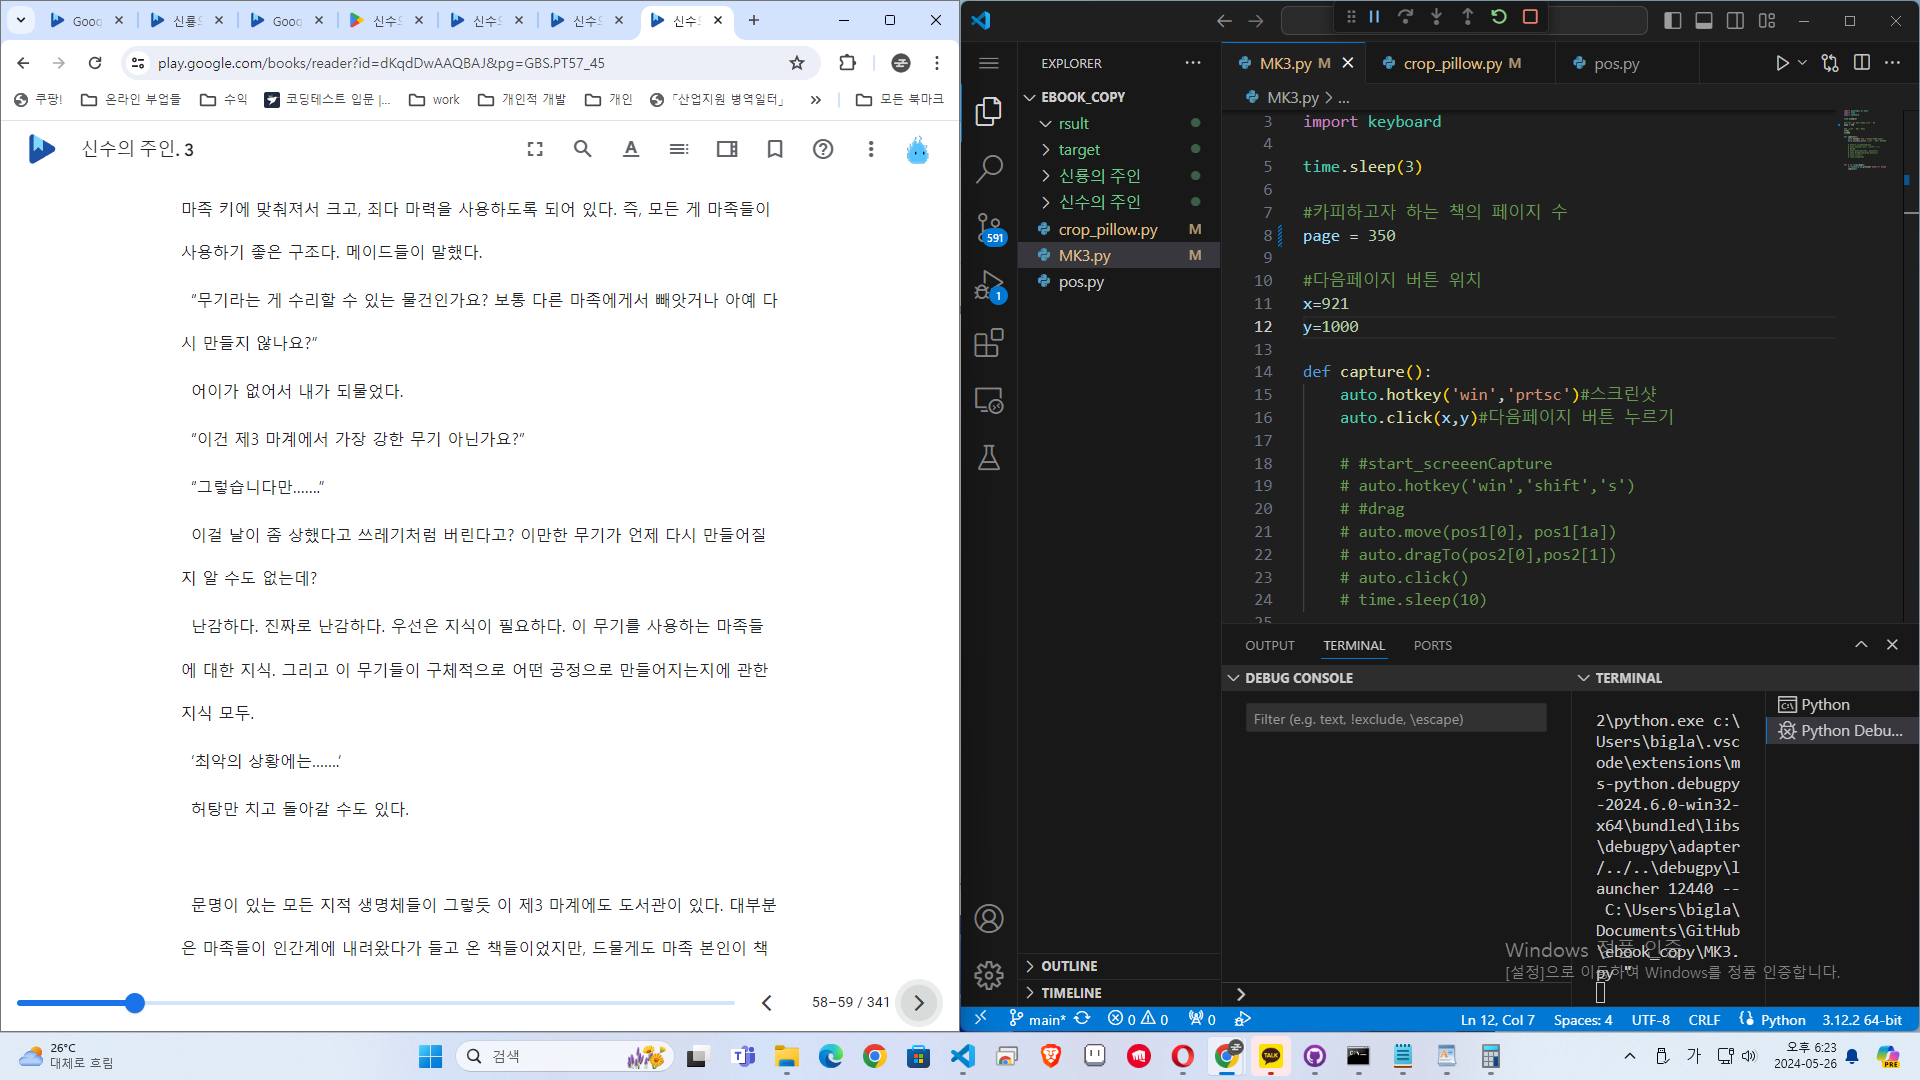 Goog
신룡의
Goog
신수의
신수의
신수의
신수의
play.google.com/books/reader?id=dKqdDwAAQBAJ&pg=GBS.PT57_45
쿠팡!
온라인 부업들
수익
코딩테스트 입문 |...
work
개인적 개발
개인
「산업지원 병역일터」
모든 북마크
신수의 주인. 3
마족 키에 맞춰져서 크고, 죄다 마력을 사용하도록 되어 있다. 즉, 모든 게 마족들이
사용하기 좋은 구조다. 메이드들이 말했다.
“무기라는 게 수리할 수 있는 물건인가요? 보통 다른 마족에게서 빼앗거나 아예 다
시 만들지 않나요?”
어이가 없어서 내가 되물었다.
“이건 제3 마계에서 가장 강한 무기 아닌가요?”
“그렇습니다만.......”
이걸 날이 좀 상했다고 쓰레기처럼 버린다고? 이만한 무기가 언제 다시 만들어질
지 알 수도 없는데?
난감하다. 진짜로 난감하다. 우선은 지식이 필요하다. 이 무기를 사용하는 마족들
에 대한 지식. 그리고 이 무기들이 구체적으로 어떤 공정으로 만들어지는지에 관한
지식 모두.
‘최악의 상황에는.......’
허탕만 치고 돌아갈 수도 있다.
문명이 있는 모든 지적 생명체들이 그렇듯 이 제3 마계에도 도서관이 있다. 대부분
은 마족들이 인간계에 내려왔다가 들고 온 책들이었지만, 드물게도 마족 본인이 책
58–59 / 341
EXPLORER
EBOOK_COPY
rsult
target
신룡의 주인
신수의 주인
crop_pillow.py M
MK3.py M
pos.py
OUTLINE
TIMELINE
591
1
MK3.py M
crop_pillow.py M
pos.py
MK3.py > ...
3 import keyboard
4
5 time.sleep(3)
6
7 #카피하고자 하는 책의 페이지 수
8 page = 350
9
10 #다음페이지 버튼 위치
11 x=921
12 y=1000
13
14 def capture():
15 auto.hotkey('win','prtsc')#스크린샷
16 auto.click(x,y)#다음페이지 버튼 누르기
17
18 # #start_screeenCapture
19 # auto.hotkey('win','shift','s')
20 # #drag
21 # auto.move(pos1[0], pos1[1a])
22 # auto.dragTo(pos2[0],pos2[1])
23 # auto.click()
24 # time.sleep(10)
25
OUTPUT TERMINAL PORTS
DEBUG CONSOLE
Filter (e.g. text, !exclude, \escape)
TERMINAL
2\python.exe c:\
Users\bigla\.vsc
ode\extensions\m
s-python.debugpy
-2024.6.0-win32-
x64\bundled\libs
\debugpy\adapter
/../..\debugpy\l
auncher 12440 --
C:\Users\bigla\
Documents\GitHub
\ebook_copy\MK3.
py "
Python
Python Debu...
Windows 정품 인증
[설정]으로 이동하여 Windows를 정품 인증합니다.
main* 0 0 0
Ln 12, Col 7 Spaces: 4 UTF-8 CRLF Python 3.12.2 64-bit
26°C
대체로 흐림
검색
TALK
가
오후 6:23
2024-05-26
PRE